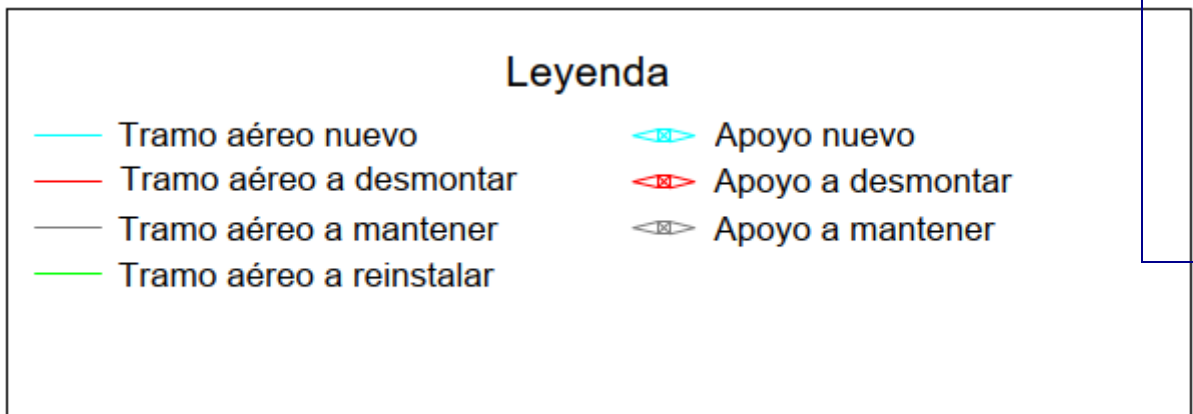 Leyenda
Tramo aéreo nuevo
Apoyo nuevo
Tramo aéreo a desmontar
Apoyo a desmontar
Tramo aéreo a mantener
Apoyo a mantener
Tramo aéreo a reinstalar